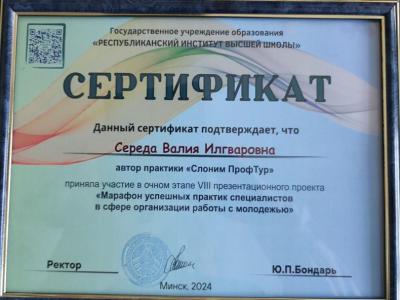 Государственное учреждение образования
«РЕСПУБЛИКАНСКИЙ ИНСТИТУТ ВЫСШЕЙ ШКОЛЫ»
СЕРТИФИКАТ
Данный сертификат подтверждает, что
Середа Валия Илгваровна
автор практики «Слоним ПрофТур»
приняла участие в очном этапе VIII презентационного проекта
«Марафон успешных практик специалистов
в сфере организации работы с молодежью»
Ректор
Ю.П.Бондарь
Минск, 2024